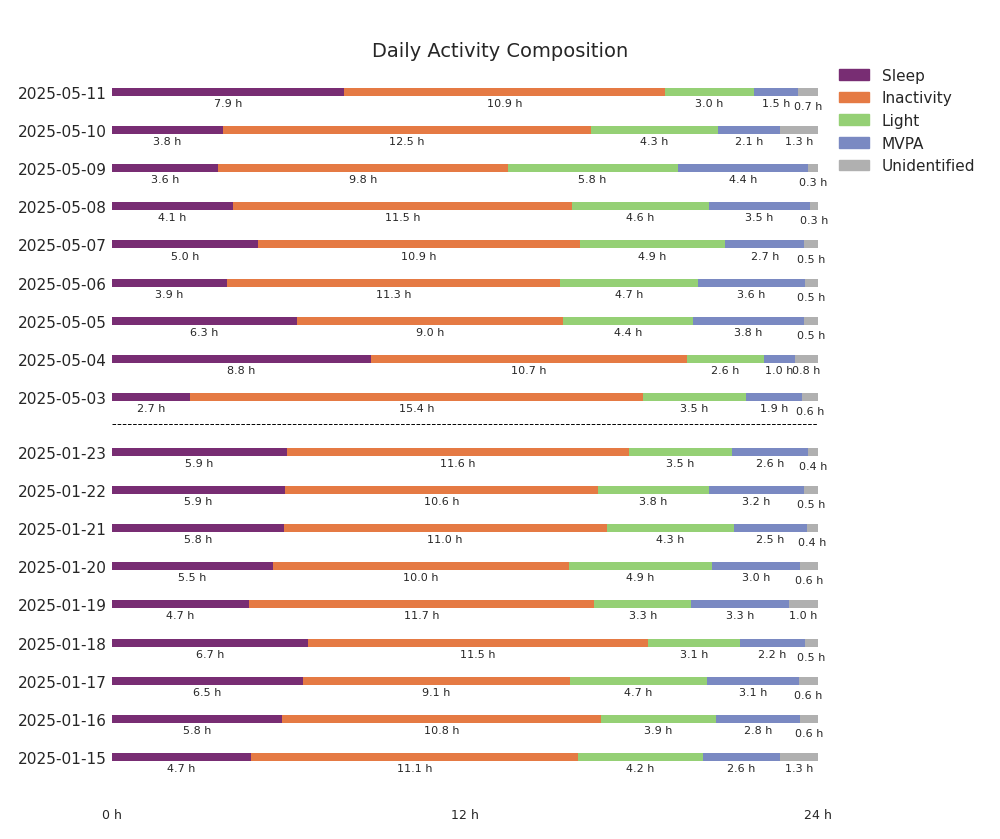 Daily Activity Composition
Sleep
Inactivity
Light
MVPA
Unidentified
2025-05-11
7.9 h 10.9 h 3.0 h 1.5 h 0.7 h
2025-05-10
3.8 h 12.5 h 4.3 h 2.1 h 1.3 h
2025-05-09
3.6 h 9.8 h 5.8 h 4.4 h 0.3 h
2025-05-08
4.1 h 11.5 h 4.6 h 3.5 h 0.3 h
2025-05-07
5.0 h 10.9 h 4.9 h 2.7 h 0.5 h
2025-05-06
3.9 h 11.3 h 4.7 h 3.6 h 0.5 h
2025-05-05
6.3 h 9.0 h 4.4 h 3.8 h 0.5 h
2025-05-04
8.8 h 10.7 h 2.6 h 1.0 h 0.8 h
2025-05-03
2.7 h 15.4 h 3.5 h 1.9 h 0.6 h
2025-01-23
5.9 h 11.6 h 3.5 h 2.6 h 0.4 h
2025-01-22
5.9 h 10.6 h 3.8 h 3.2 h 0.5 h
2025-01-21
5.8 h 11.0 h 4.3 h 2.5 h 0.4 h
2025-01-20
5.5 h 10.0 h 4.9 h 3.0 h 0.6 h
2025-01-19
4.7 h 11.7 h 3.3 h 3.3 h 1.0 h
2025-01-18
6.7 h 11.5 h 3.1 h 2.2 h 0.5 h
2025-01-17
6.5 h 9.1 h 4.7 h 3.1 h 0.6 h
2025-01-16
5.8 h 10.8 h 3.9 h 2.8 h 0.6 h
2025-01-15
4.7 h 11.1 h 4.2 h 2.6 h 1.3 h
0 h 12 h 24 h